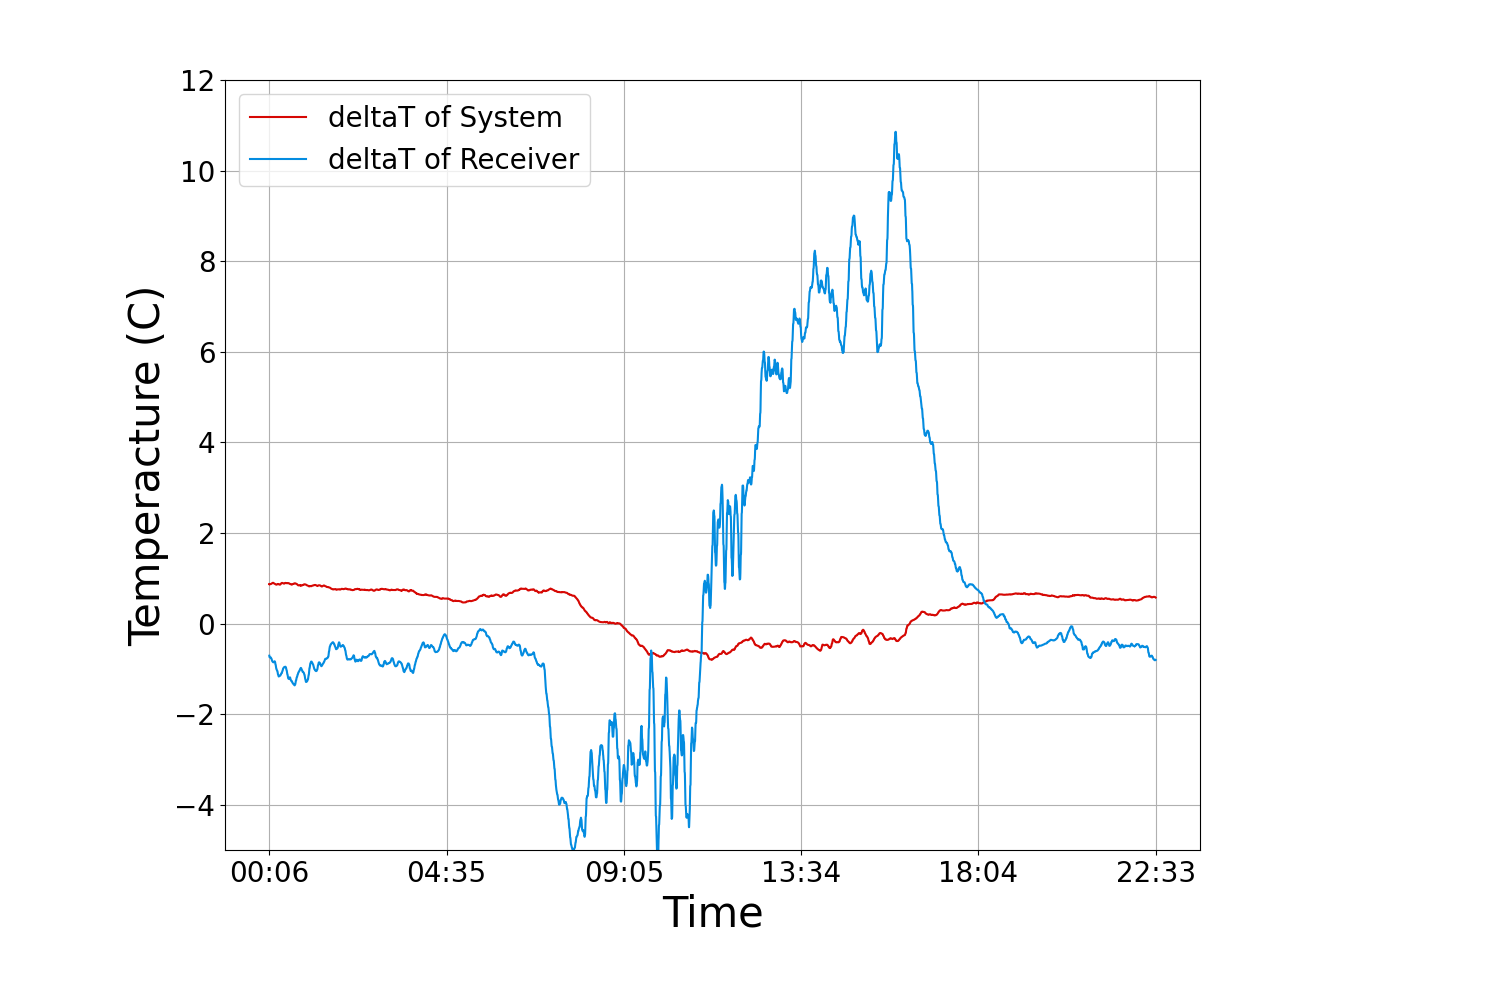 12
10
8
6
4
2
0
−2
−4
deltaT of System
deltaT of Receiver
Temperacture (C)
00:06 04:35 09:05 13:34 18:04 22:33
Time